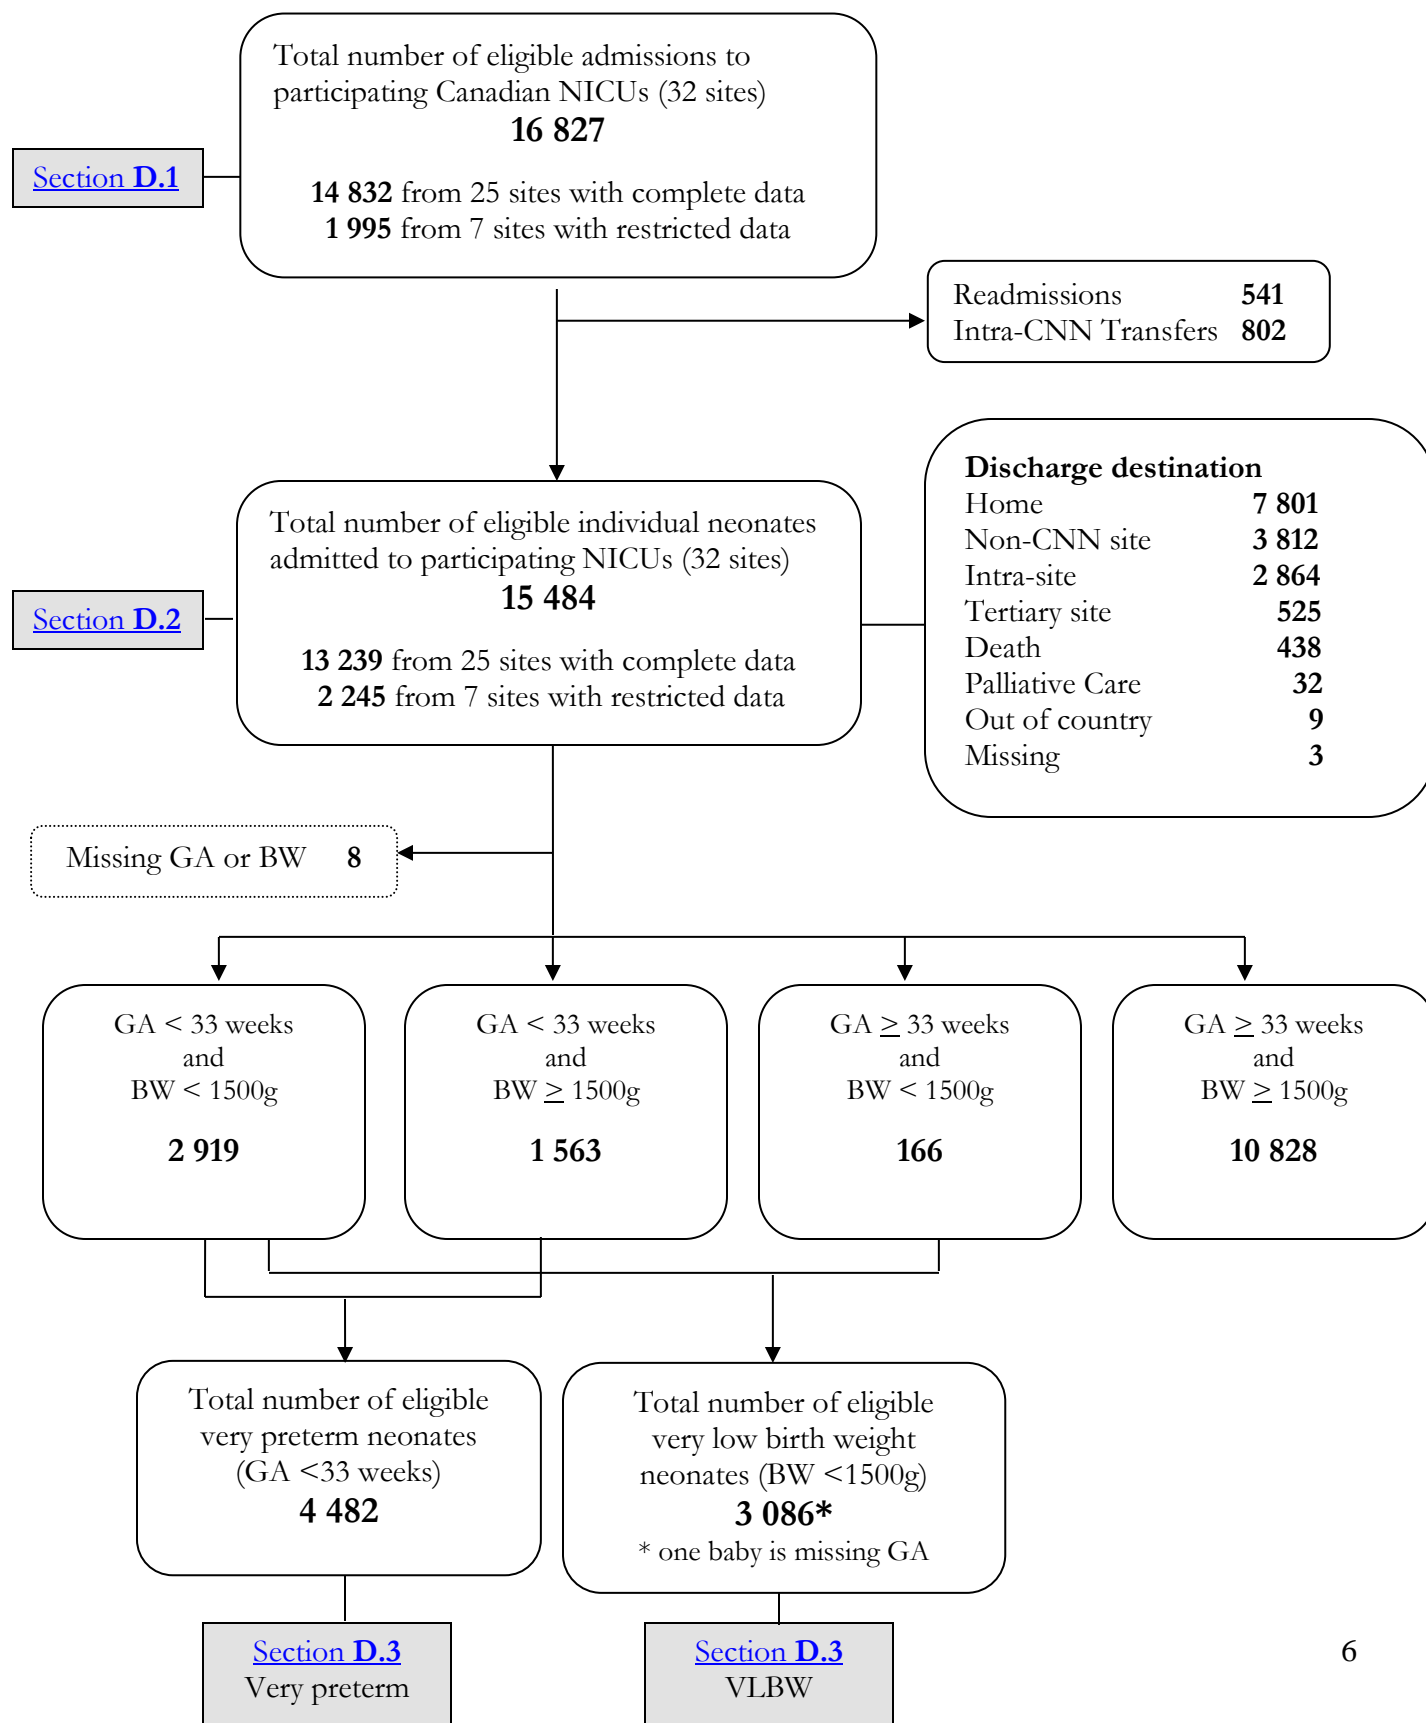 Total number of eligible admissions to
participating Canadian NICUs (32 sites)
16 827
14 832 from 25 sites with complete data
1 995 from 7 sites with restricted data
Section D.1
Readmissions 541
Intra-CNN Transfers 802
Total number of eligible individual neonates
admitted to participating NICUs (32 sites)
15 484
13 239 from 25 sites with complete data
2 245 from 7 sites with restricted data
Section D.2
Discharge destination
Home 7 801
Non-CNN site 3 812
Intra-site 2 864
Tertiary site 525
Death 438
Palliative Care 32
Out of country 9
Missing 3
Missing GA or BW 8
GA < 33 weeks
and
BW < 1500g
2 919
GA < 33 weeks
and
BW ≥ 1500g
1 563
GA ≥ 33 weeks
and
BW < 1500g
166
GA ≥ 33 weeks
and
BW ≥ 1500g
10 828
Total number of eligible
very preterm neonates
(GA <33 weeks)
4 482
Total number of eligible
very low birth weight
neonates (BW <1500g)
3 086*
* one baby is missing GA
Section D.3
Very preterm
Section D.3
VLBW
6